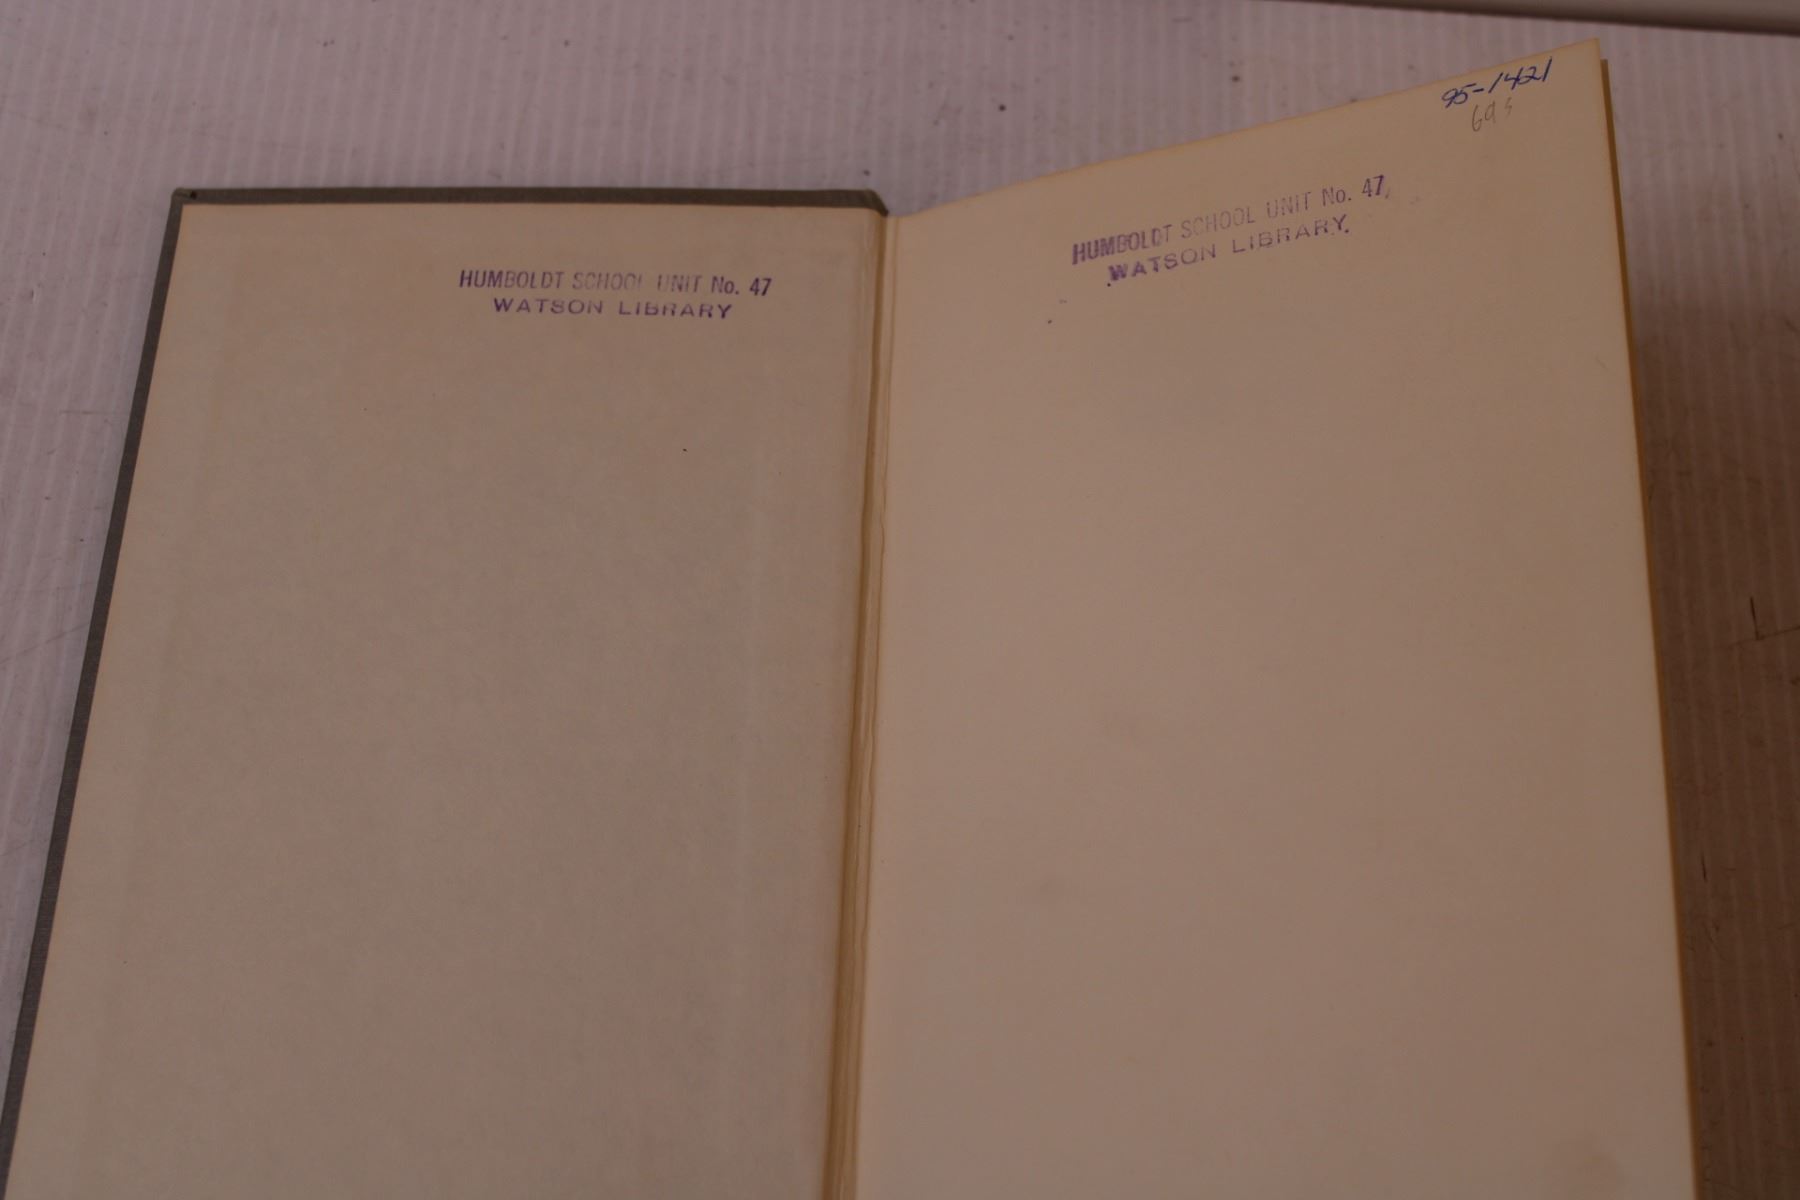 HUMBOLDT SCHOOL UNIT No. 47
WATSON LIBRARY
95-1421
HUMBOLDT SCHOOL UNIT No. 47
WATSON LIBRARY